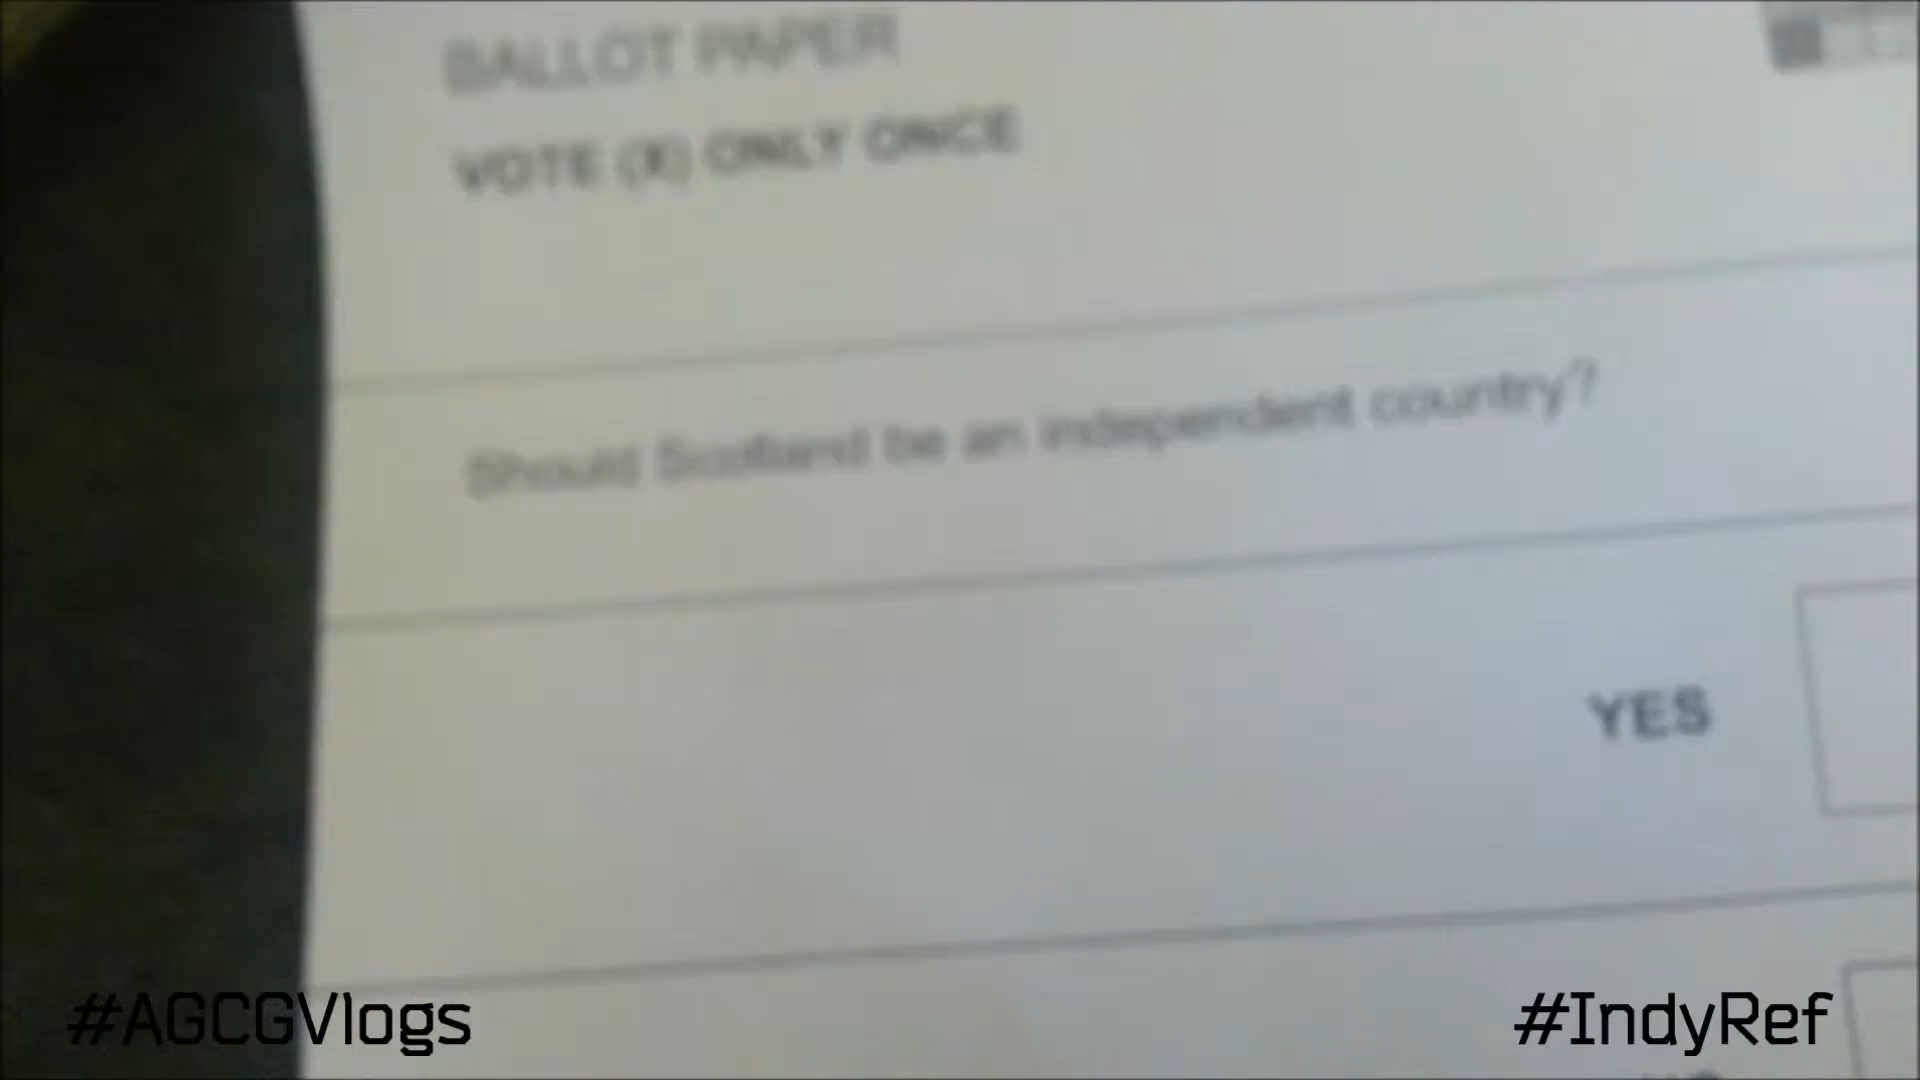 BALLOT PAPER
VOTE (X) ONLY ONCE
Should Scotland be an independent country?
YES
#AGCGVlogs
#IndyRef